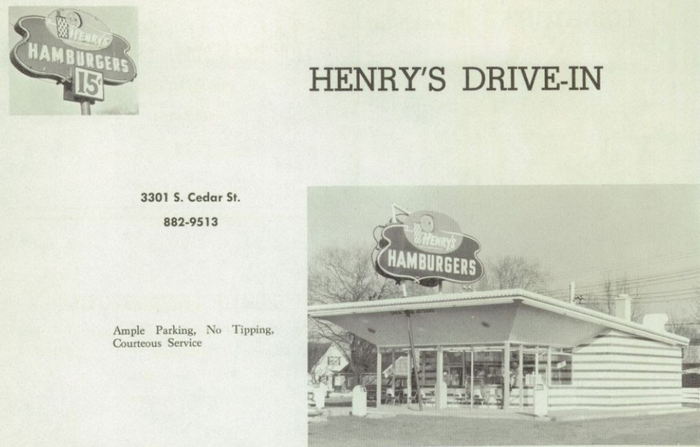 HENRY'S
HAMBURGERS
15¢
HENRY'S DRIVE-IN
3301 S. Cedar St.
882-9513
Ample Parking, No Tipping,
Courteous Service
HENRY'S
HAMBURGERS